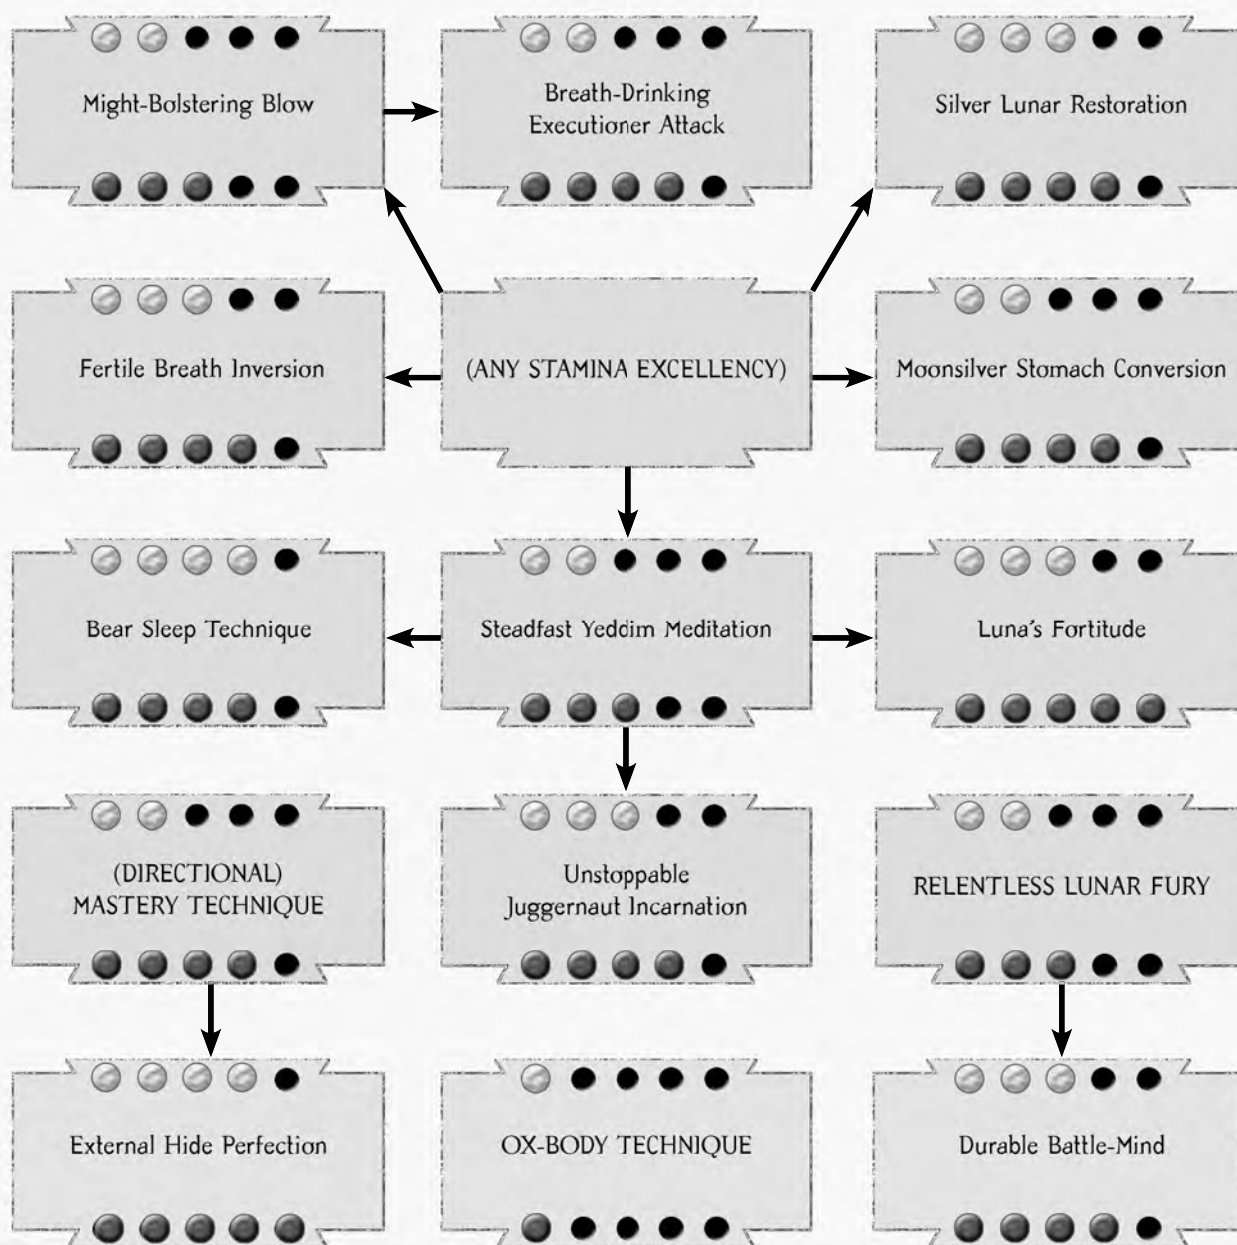 Might-Bolstering Blow
Breath-Drinking
Executioner Attack
Silver Lunar Restoration
Fertile Breath Inversion
(ANY STAMINA EXCELLENCY)
Moonsilver Stomach Conversion
Bear Sleep Technique
Steadfast Yeddim Meditation
Luna's Fortitude
(DIRECTIONAL)
MASTERY TECHNIQUE
Unstoppable
Juggernaut Incarnation
RELENTLESS LUNAR FURY
External Hide Perfection
OX-BODY TECHNIQUE
Durable Battle-Mind